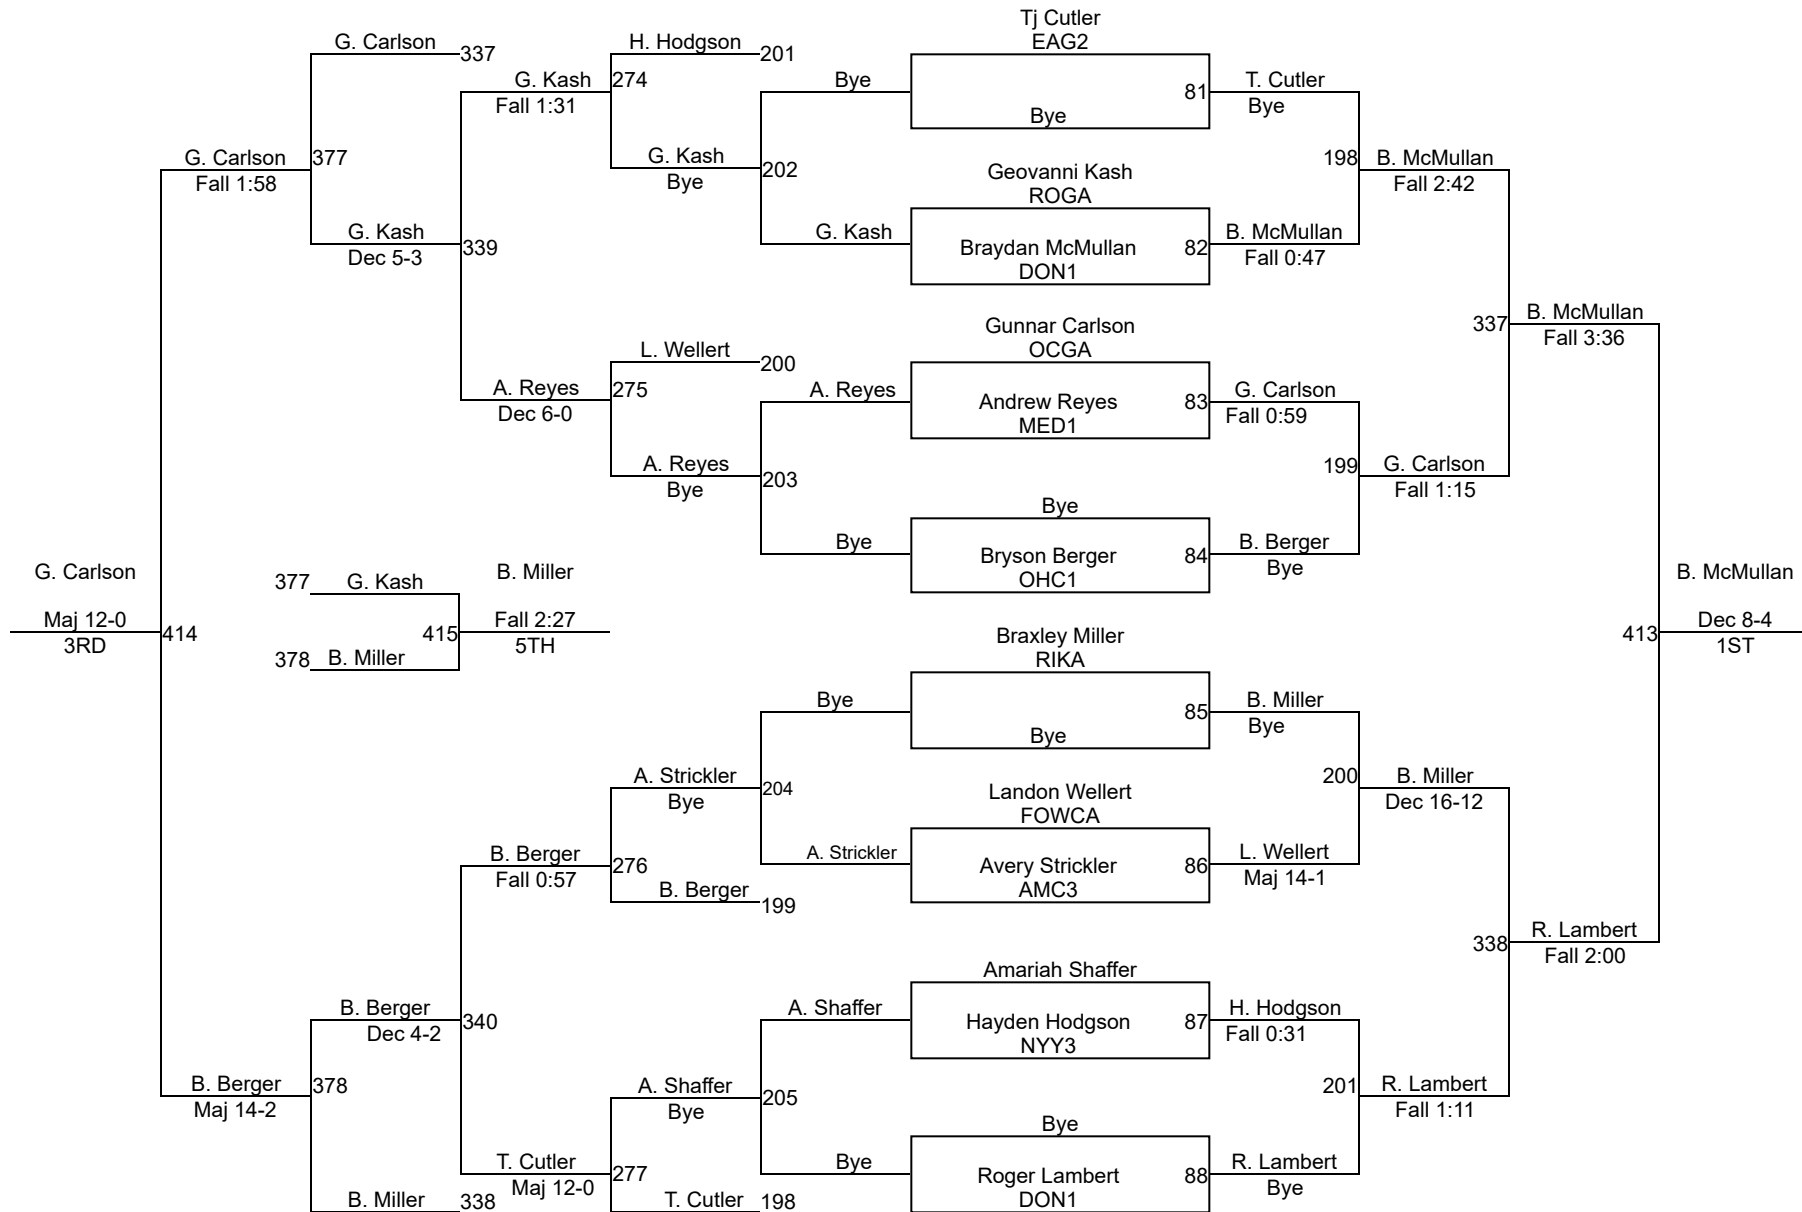 Tj Cutler
EAG2
G. Carlson
337
H. Hodgson
201
G. Kash
274
Fall 1:31
Bye
81
T. Cutler
Bye
Bye
G. Carlson
377
Fall 1:58
G. Kash
Bye
202
Geovanni Kash
ROGA
198
B. McMullan
Fall 2:42
G. Kash
Dec 5-3
339
G. Kash
Braydan McMullan
DON1
82
B. McMullan
Fall 0:47
Gunnar Carlson
OCGA
337
B. McMullan
Fall 3:36
L. Wellert
200
A. Reyes
Dec 6-0
275
A. Reyes
Andrew Reyes
MED1
83
G. Carlson
Fall 0:59
A. Reyes
Bye
203
199
G. Carlson
Fall 1:15
Bye
Bye
Bryson Berger
OHC1
84
B. Berger
Bye
G. Carlson
Maj 12-0
3RD
414
377
G. Kash
378
B. Miller
415
B. Miller
Fall 2:27
5TH
B. McMullan
413
Dec 8-4
1ST
Braxley Miller
RIKA
Bye
85
B. Miller
Bye
Bye
A. Strickler
Bye
204
Landon Wellert
FOWCA
200
B. Miller
Dec 16-12
B. Berger
Fall 0:57
276
A. Strickler
Avery Strickler
AMC3
86
L. Wellert
Maj 14-1
B. Berger
199
338
R. Lambert
Fall 2:00
Amariah Shaffer
B. Berger
Dec 4-2
340
A. Shaffer
Hayden Hodgson
NYY3
87
H. Hodgson
Fall 0:31
B. Berger
Maj 14-2
378
A. Shaffer
Bye
205
201
R. Lambert
Fall 1:11
Bye
T. Cutler
Maj 12-0
277
Bye
Roger Lambert
DON1
88
R. Lambert
Bye
B. Miller
338
T. Cutler
198